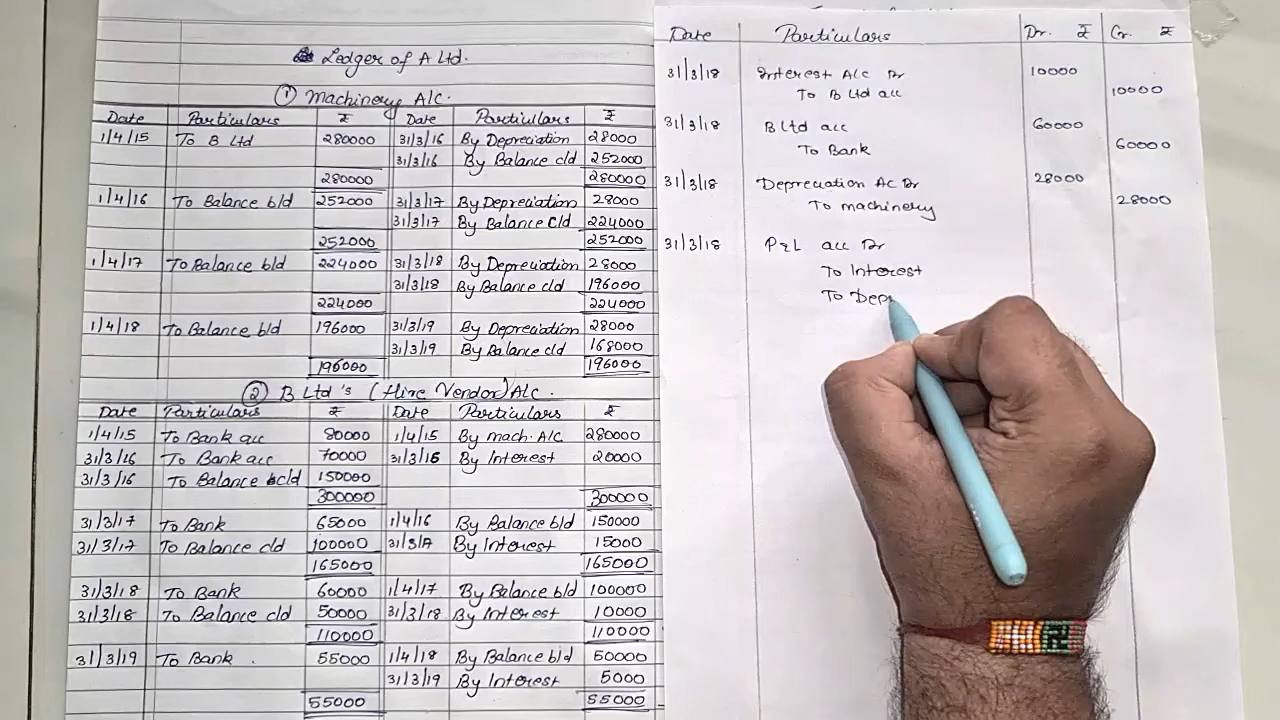 Ledger of A Ltd.
① Machinery A/c.
Date Particulars ₹ Date Particulars ₹
1/4/15 To B Ltd 280000 31/3/16 By Depreciation 28000
31/3/16 By Balance c/d 252000
280000 280000
1/4/16 To Balance b/d 252000 31/3/17 By Depreciation 28000
31/3/17 By Balance C/d 224000
252000 252000
1/4/17 To Balance b/d 224000 31/3/18 By Depreciation 28000
31/3/18 By Balance c/d 196000
224000 224000
1/4/18 To Balance b/d 196000 31/3/19 By Depreciation 28000
31/3/19 By Balance c/d 168000
196000 196000
② B Ltd's (Hire Vendor) A/c.
Date Particulars ₹ Date Particulars ₹
1/4/15 To Bank acc 80000 1/4/15 By mach. A/c 280000
31/3/16 To Bank acc 70000 31/3/16 By Interest 20000
31/3/16 To Balance c/d 150000
300000 300000
31/3/17 To Bank 65000 1/4/16 By Balance b/d 150000
31/3/17 To Balance c/d 100000 31/3/17 By Interest 15000
165000 165000
31/3/18 To Bank 60000 1/4/17 By Balance b/d 100000
31/3/18 To Balance c/d 50000 31/3/18 By Interest 10000
110000 110000
31/3/19 To Bank . 55000 1/4/18 By Balance b/d 50000
31/3/19 By Interest 5000
55000 55000
Date Particulars Dr. ₹ Cr. ₹
31/3/18 Interest A/c Dr 10000
To B Ltd acc 10000
31/3/18 B Ltd acc 60000
To Bank 60000
31/3/18 Depreciation Ac Dr 28000
To machinery 28000
31/3/18 P&L acc Dr
To Interest
To Dep